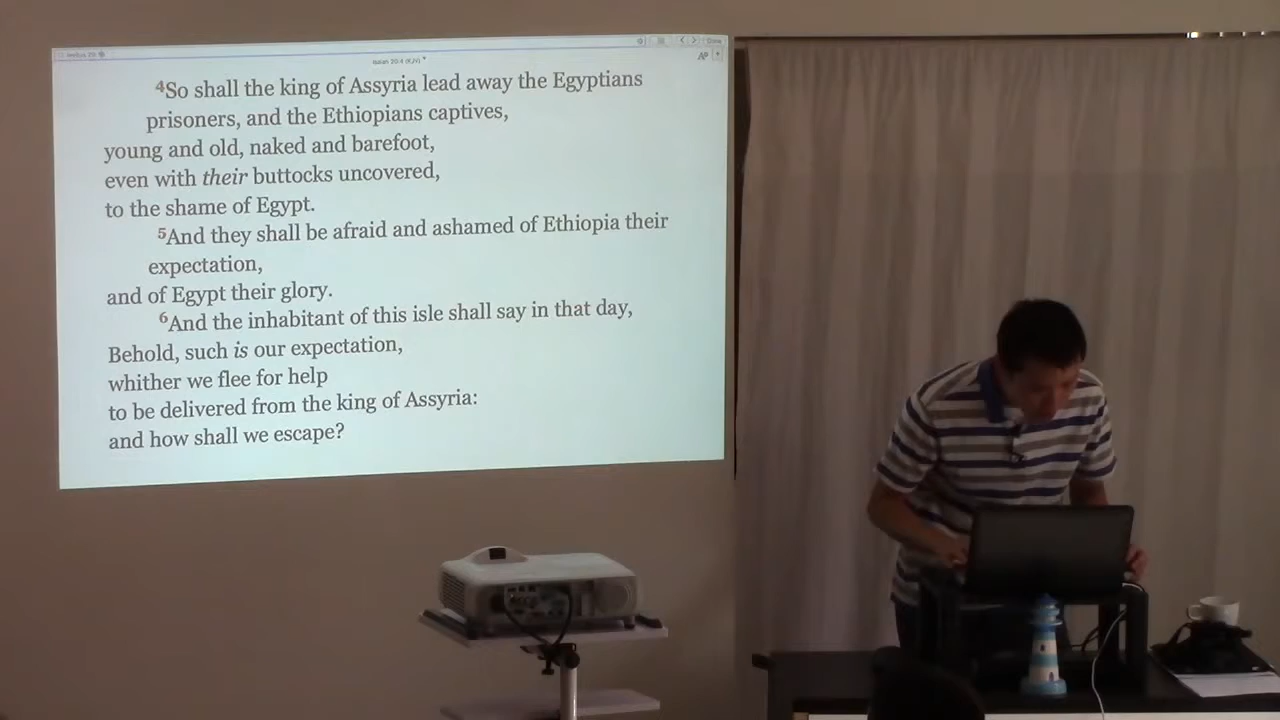 Isaiah 20:4 (KJV)
4So shall the king of Assyria lead away the Egyptians
prisoners, and the Ethiopians captives,
young and old, naked and barefoot,
even with their buttocks uncovered,
to the shame of Egypt.
5And they shall be afraid and ashamed of Ethiopia their
expectation,
and of Egypt their glory.
6And the inhabitant of this isle shall say in that day,
Behold, such is our expectation,
whither we flee for help
to be delivered from the king of Assyria:
and how shall we escape?